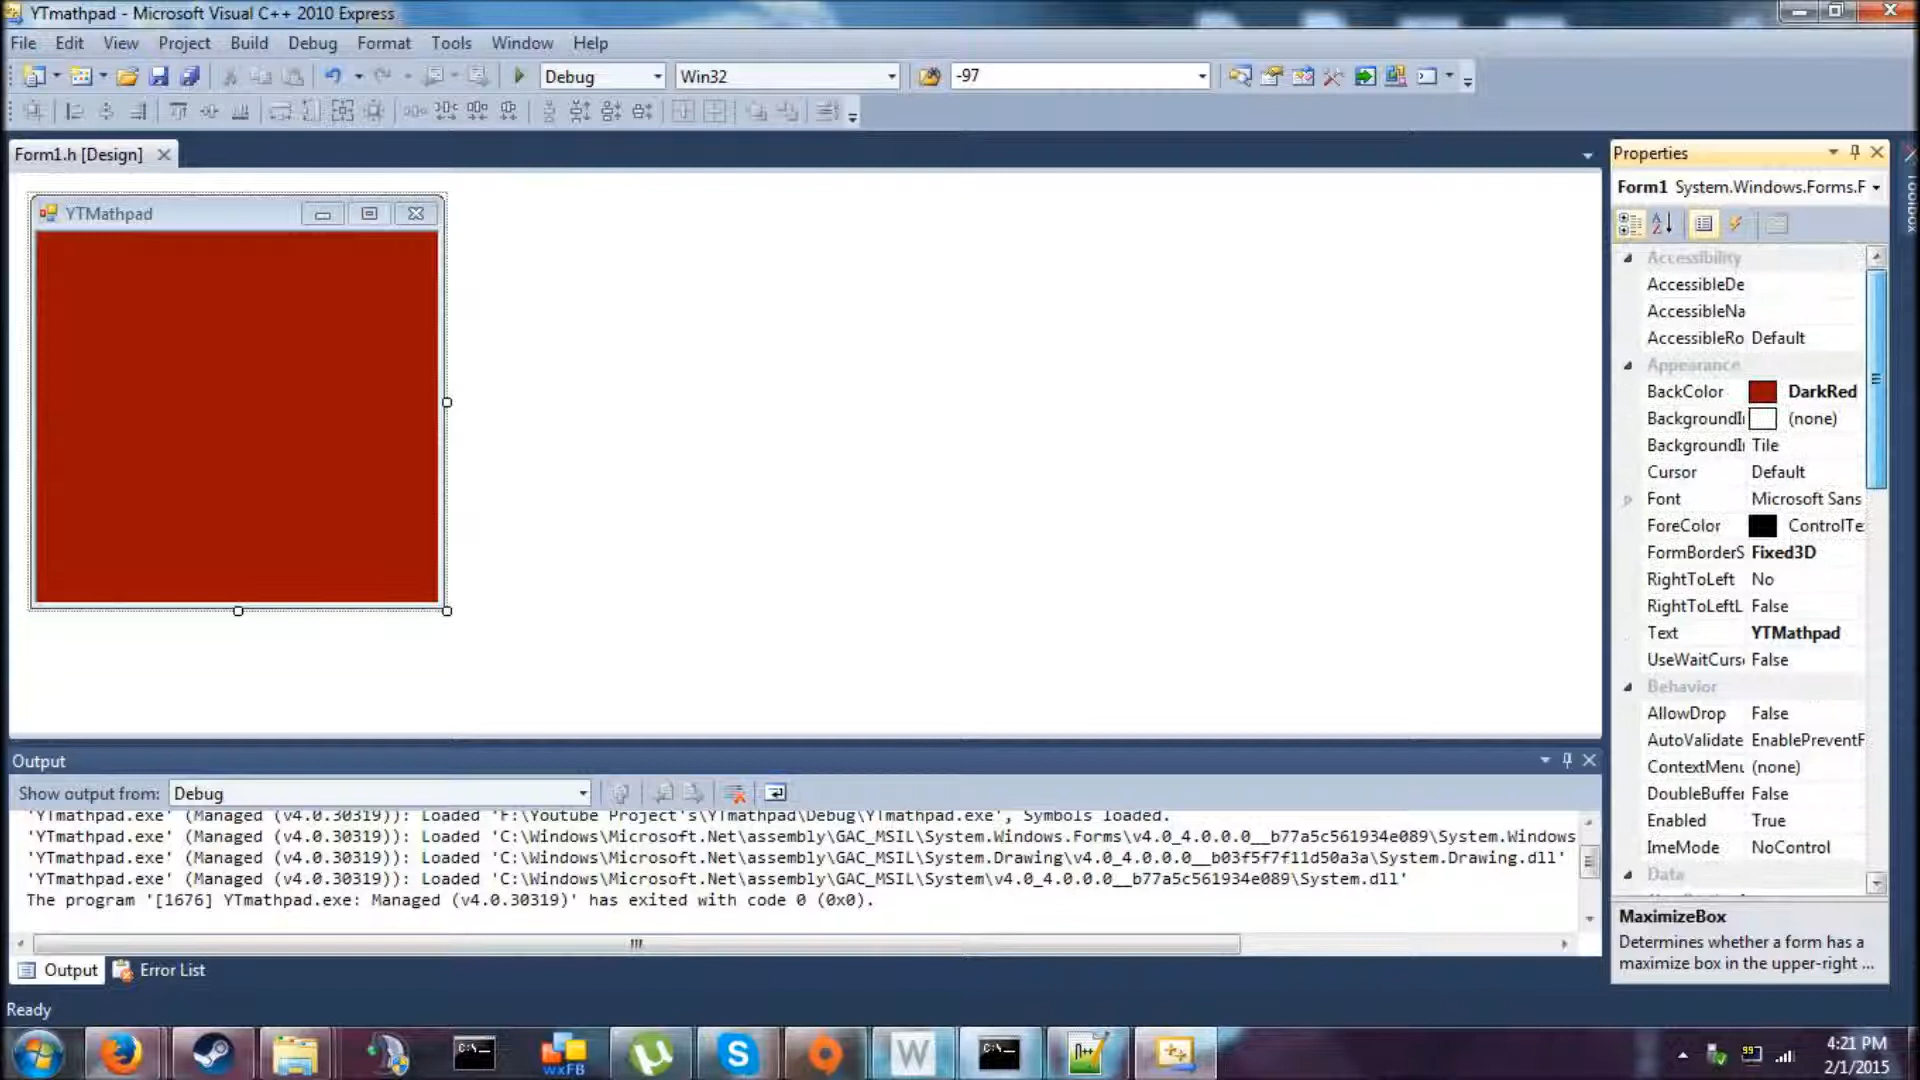 YTmathpad - Microsoft Visual C++ 2010 Express
File Edit View Project Build Debug Format Tools Window Help
Debug Win32 -97
Form1.h [Design]
YTMathpad
Properties
Form1 System.Windows.Forms.F
Toolbox
Accessibility
AccessibleDe
AccessibleNa
AccessibleRo Default
Appearance
BackColor DarkRed
BackgroundI (none)
BackgroundI Tile
Cursor Default
Font Microsoft Sans
ForeColor ControlTe
FormBorderS Fixed3D
RightToLeft No
RightToLeftL False
Text YTMathpad
UseWaitCurs False
Behavior
AllowDrop False
AutoValidate EnablePreventF
ContextMenu (none)
DoubleBuffer False
Enabled True
ImeMode NoControl
Data
MaximizeBox
Determines whether a form has a
maximize box in the upper-right ...
Output
Show output from: Debug
'YTmathpad.exe' (Managed (v4.0.30319)): Loaded 'F:\Youtube Project's\YTmathpad\Debug\YTmathpad.exe', Symbols loaded.
'YTmathpad.exe' (Managed (v4.0.30319)): Loaded 'C:\Windows\Microsoft.Net\assembly\GAC_MSIL\System.Windows.Forms\v4.0_4.0.0.0__b77a5c561934e089\System.Windows
'YTmathpad.exe' (Managed (v4.0.30319)): Loaded 'C:\Windows\Microsoft.Net\assembly\GAC_MSIL\System.Drawing\v4.0_4.0.0.0__b03f5f7f11d50a3a\System.Drawing.dll'
'YTmathpad.exe' (Managed (v4.0.30319)): Loaded 'C:\Windows\Microsoft.Net\assembly\GAC_MSIL\System\v4.0_4.0.0.0__b77a5c561934e089\System.dll'
The program '[1676] YTmathpad.exe: Managed (v4.0.30319)' has exited with code 0 (0x0).
Output Error List
Ready
C:\_ wxFB W C:\_
99
4:21 PM
2/1/2015